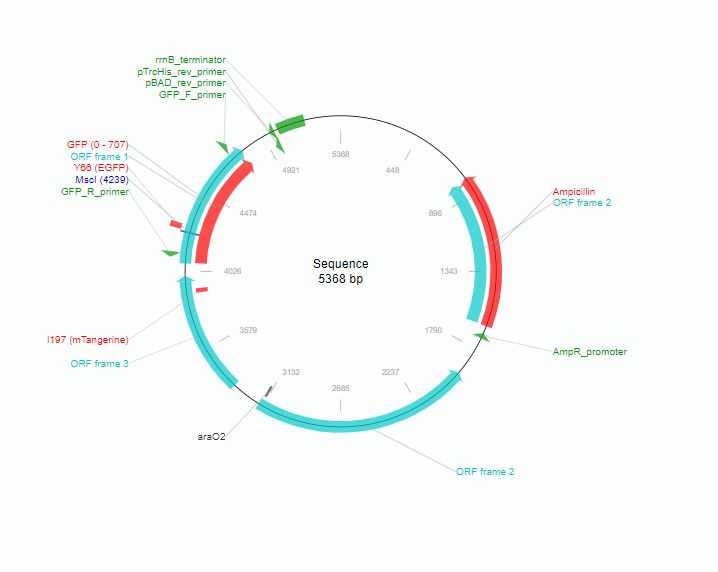 rrnB_terminator
pTrcHis_rev_primer
pBAD_rev_primer
GFP_F_primer
GFP (0 - 707)
ORF frame 1
Y66 (EGFP)
MscI (4239)
GFP_R_primer
I197 (mTangerine)
ORF frame 3
araO2
Sequence
5368 bp
5368
448
896
1343
1790
2237
2685
3132
3579
4026
4474
4921
Ampicillin
ORF frame 2
AmpR_promoter
ORF frame 2